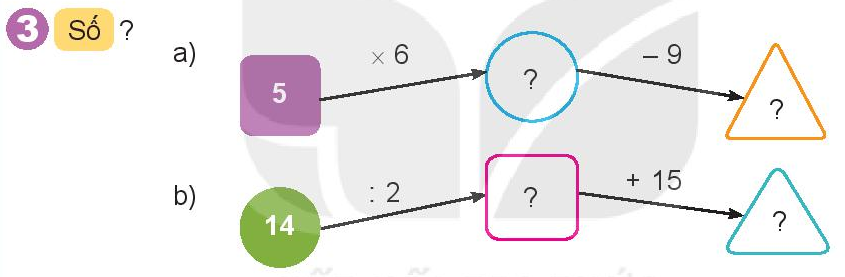 3 Số ?
a) 5 × 6 ? – 9 ?
b) 14 : 2 ? + 15 ?